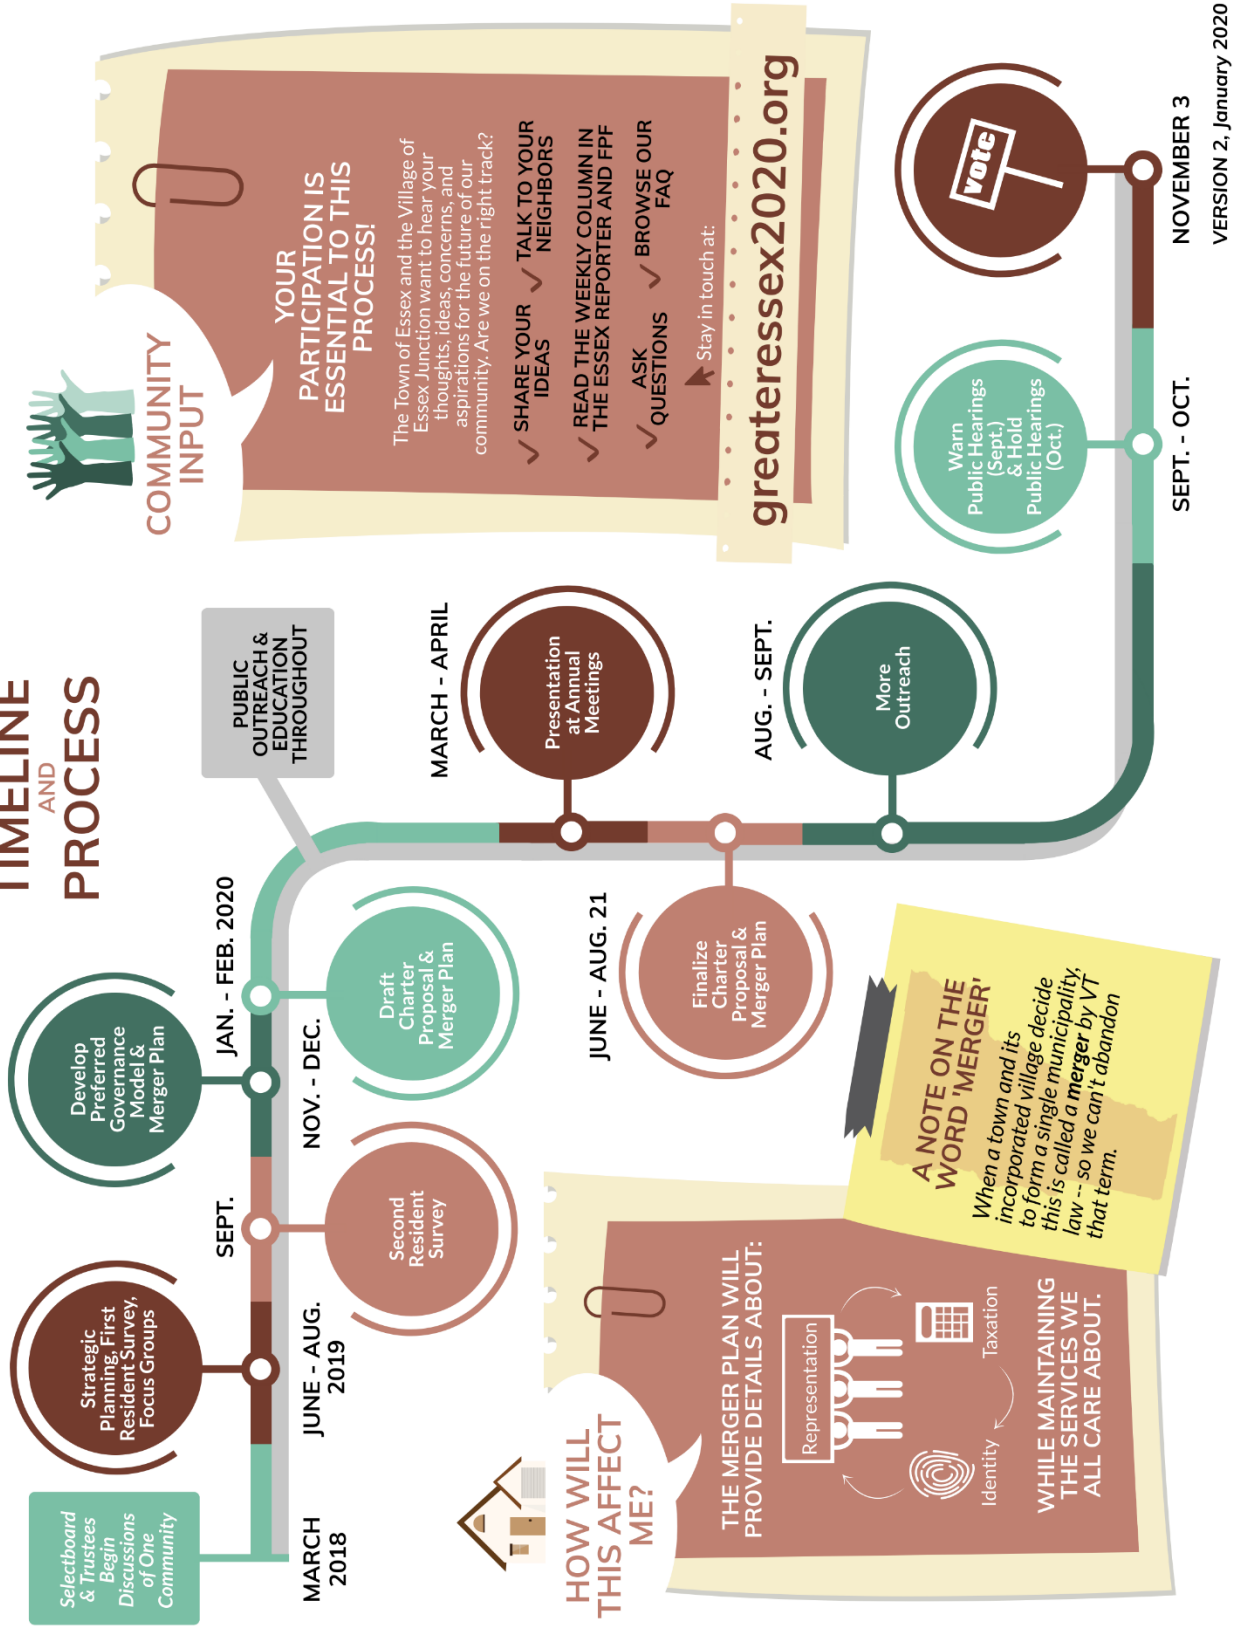 TIMELINE
AND
PROCESS
Selectboard
& Trustees
Begin
Discussions
of One
Community
MARCH
2018
Strategic
Planning, First
Resident Survey,
Focus Groups
JUNE - AUG.
2019
SEPT.
Second
Resident
Survey
Develop
Preferred
Governance
Model &
Merger Plan
NOV. - DEC.
JAN. - FEB. 2020
Draft
Charter
Proposal &
Merger Plan
PUBLIC
OUTREACH &
EDUCATION
THROUGHOUT
MARCH - APRIL
Presentation
at Annual
Meetings
JUNE - AUG. 21
Finalize
Charter
Proposal &
Merger Plan
AUG. - SEPT.
More
Outreach
Warn
Public Hearings
(Sept.)
& Hold
Public Hearings
(Oct.)
SEPT. - OCT.
vote
NOVEMBER 3
COMMUNITY
INPUT
YOUR
PARTICIPATION IS
ESSENTIAL TO THIS
PROCESS!
The Town of Essex and the Village of
Essex Junction want to hear your
thoughts, ideas, concerns, and
aspirations for the future of our
community. Are we on the right track?
SHARE YOUR
IDEAS
TALK TO YOUR
NEIGHBORS
READ THE WEEKLY COLUMN IN
THE ESSEX REPORTER AND FPF
ASK
QUESTIONS
BROWSE OUR
FAQ
Stay in touch at:
greateressex2020.org
HOW WILL
THIS AFFECT
ME?
THE MERGER PLAN WILL
PROVIDE DETAILS ABOUT:
Representation
Identity
Taxation
WHILE MAINTAINING
THE SERVICES WE
ALL CARE ABOUT.
A NOTE ON THE
WORD 'MERGER'
When a town and its
incorporated village decide
to form a single municipality,
this is called a merger by VT
law -- so we can't abandon
that term.
VERSION 2, January 2020